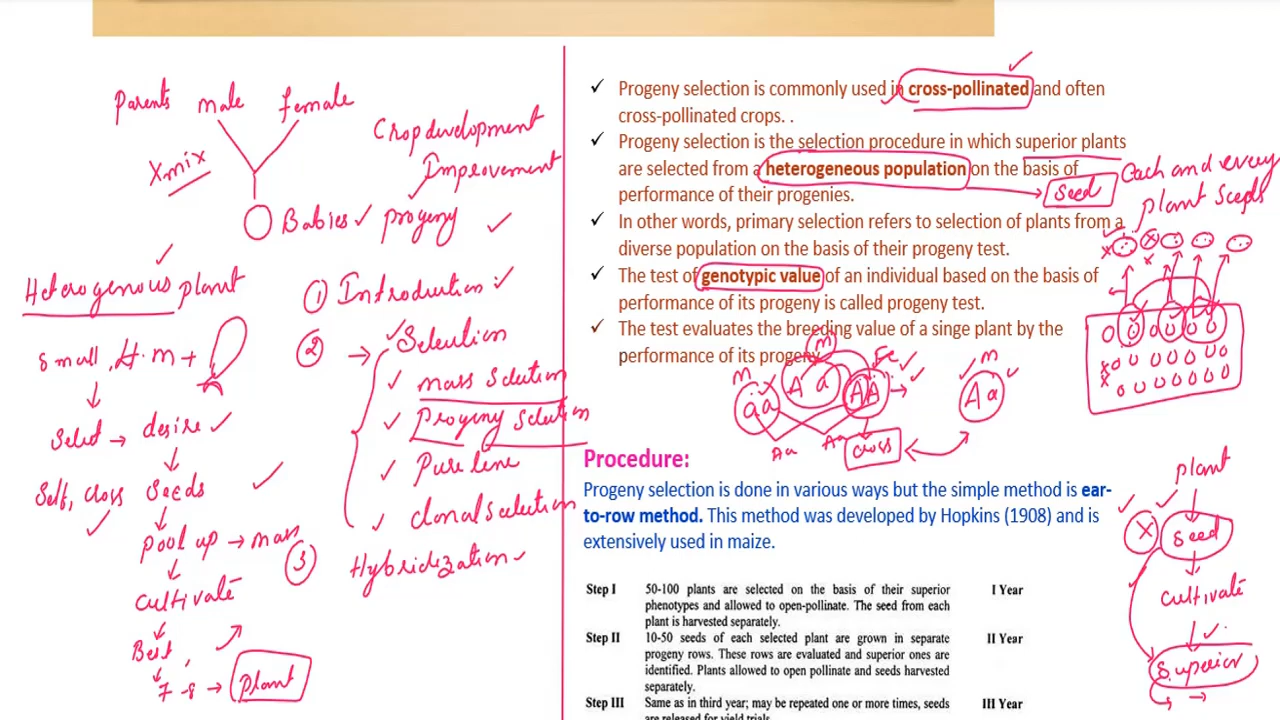 Parents male female
Xmix
Crop development
Improvement
Babies progeny
Heterogenous plant
① Introduction
②
Selection
mass selution
Progeny selution
Pure line
clonal selection
③
Hybridization
small, H.m +
Select → desire
Self, cross Seeds
Pool up → mass
Cultivate
Best
7-8 → Plant
✓ Progeny selection is commonly used in cross-pollinated and often
cross-pollinated crops. .
✓ Progeny selection is the selection procedure in which superior plants
are selected from a heterogeneous population on the basis of
performance of their progenies.
✓ In other words, primary selection refers to selection of plants from a
diverse population on the basis of their progeny test.
✓ The test of genotypic value of an individual based on the basis of
performance of its progeny is called progeny test.
✓ The test evaluates the breeding value of a singe plant by the
performance of its progeny
Seed
Each and every
plant Seeds
m
m
Fe
m
aa
A a
AA
Aa
Aa
Aa
cross
Procedure:
Progeny selection is done in various ways but the simple method is ear-
to-row method. This method was developed by Hopkins (1908) and is
extensively used in maize.
Step I 50-100 plants are selected on the basis of their superior I Year
phenotypes and allowed to open-pollinate. The seed from each
plant is harvested separately.
Step II 10-50 seeds of each selected plant are grown in separate II Year
progeny rows. These rows are evaluated and superior ones are
identified. Plants allowed to open pollinate and seeds harvested
separately.
Step III Same as in third year; may be repeated one or more times, seeds III Year
are released for yield trials
plant
X
Seed
Cultivate
Superior